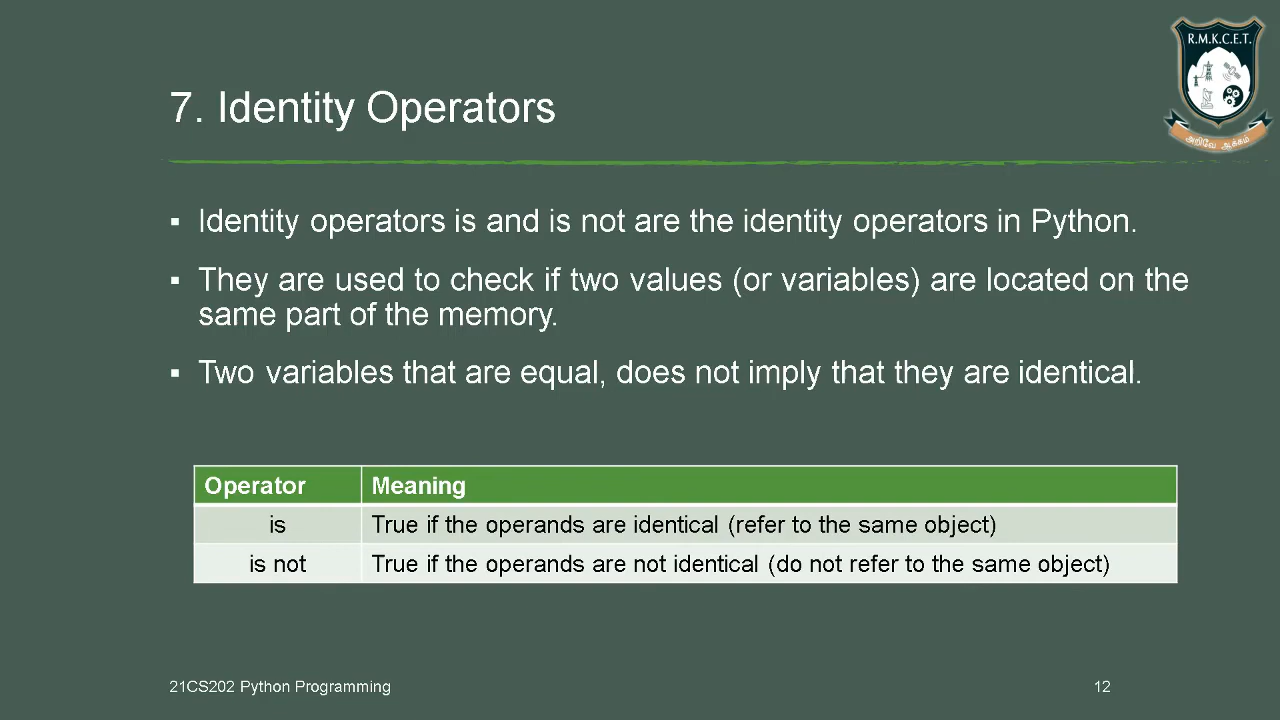 R.M.K.C.E.T.
அறிவே ஆக்கம்
7. Identity Operators
▪ Identity operators is and is not are the identity operators in Python.
▪ They are used to check if two values (or variables) are located on the
same part of the memory.
▪ Two variables that are equal, does not imply that they are identical.
Operator Meaning
is True if the operands are identical (refer to the same object)
is not True if the operands are not identical (do not refer to the same object)
21CS202 Python Programming 12